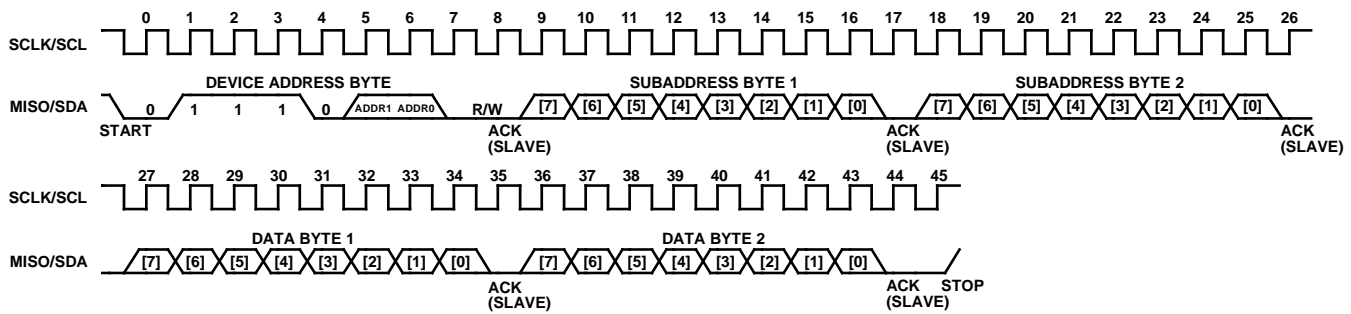 0 1 2 3 4 5 6 7 8 9 10 11 12 13 14 15 16 17 18 19 20 21 22 23 24 25 26
SCLK/SCL
DEVICE ADDRESS BYTE SUBADDRESS BYTE 1 SUBADDRESS BYTE 2
MISO/SDA 0 1 1 1 0 ADDR1 ADDR0 R/W [7] [6] [5] [4] [3] [2] [1] [0] [7] [6] [5] [4] [3] [2] [1] [0]
START ACK ACK ACK
(SLAVE) (SLAVE) (SLAVE)
27 28 29 30 31 32 33 34 35 36 37 38 39 40 41 42 43 44 45
SCLK/SCL
DATA BYTE 1 DATA BYTE 2
MISO/SDA [7] [6] [5] [4] [3] [2] [1] [0] [7] [6] [5] [4] [3] [2] [1] [0]
ACK ACK STOP
(SLAVE) (SLAVE)